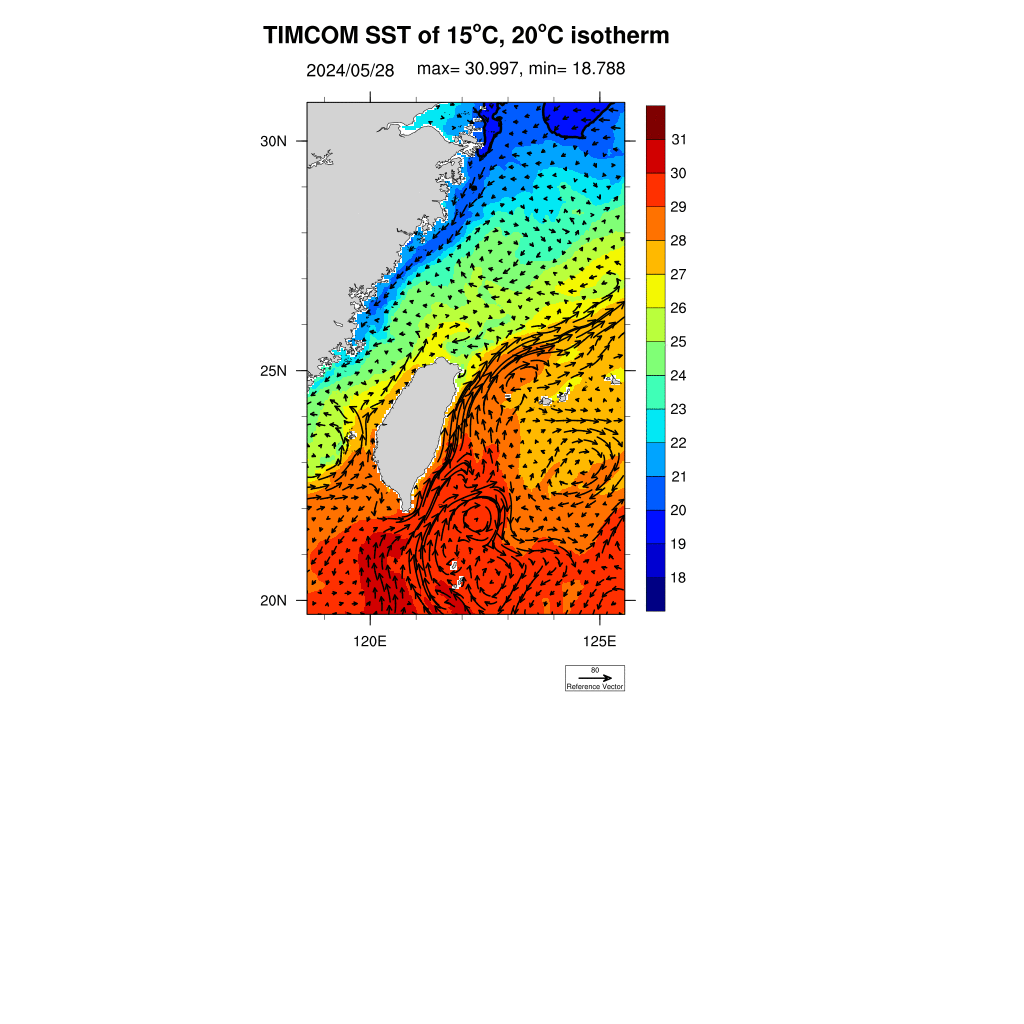 TIMCOM SST of 15°C, 20°C isotherm
2024/05/28 max= 30.997, min= 18.788
30N
25N
20N
120E 125E
31
30
29
28
27
26
25
24
23
22
21
20
19
18
80
Reference Vector